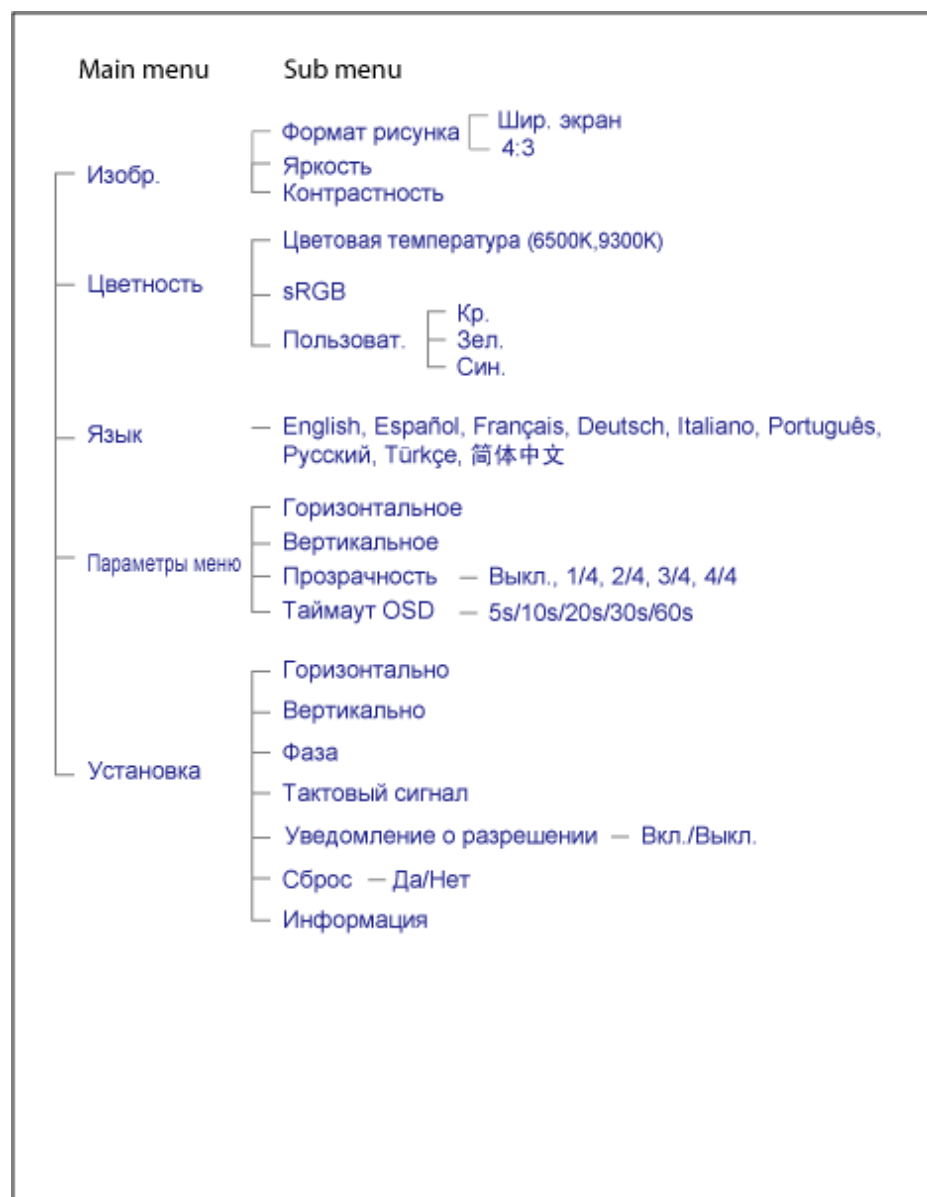 Main menu Sub menu
Формат рисунка Шир. экран
4:3
Изобр. Яркость
Контрастность
Цветовая температура (6500K,9300K)
Цветность sRGB
Пользоват. Кр.
Зел.
Син.
Язык English, Español, Français, Deutsch, Italiano, Português,
Русский, Türkçe, 简体中文
Горизонтальное
Вертикальное
Параметры меню Прозрачность — Выкл., 1/4, 2/4, 3/4, 4/4
Таймаут OSD — 5s/10s/20s/30s/60s
Горизонтально
Вертикально
Фаза
Установка Тактовый сигнал
Уведомление о разрешении — Вкл./Выкл.
Сброс — Да/Нет
Информация